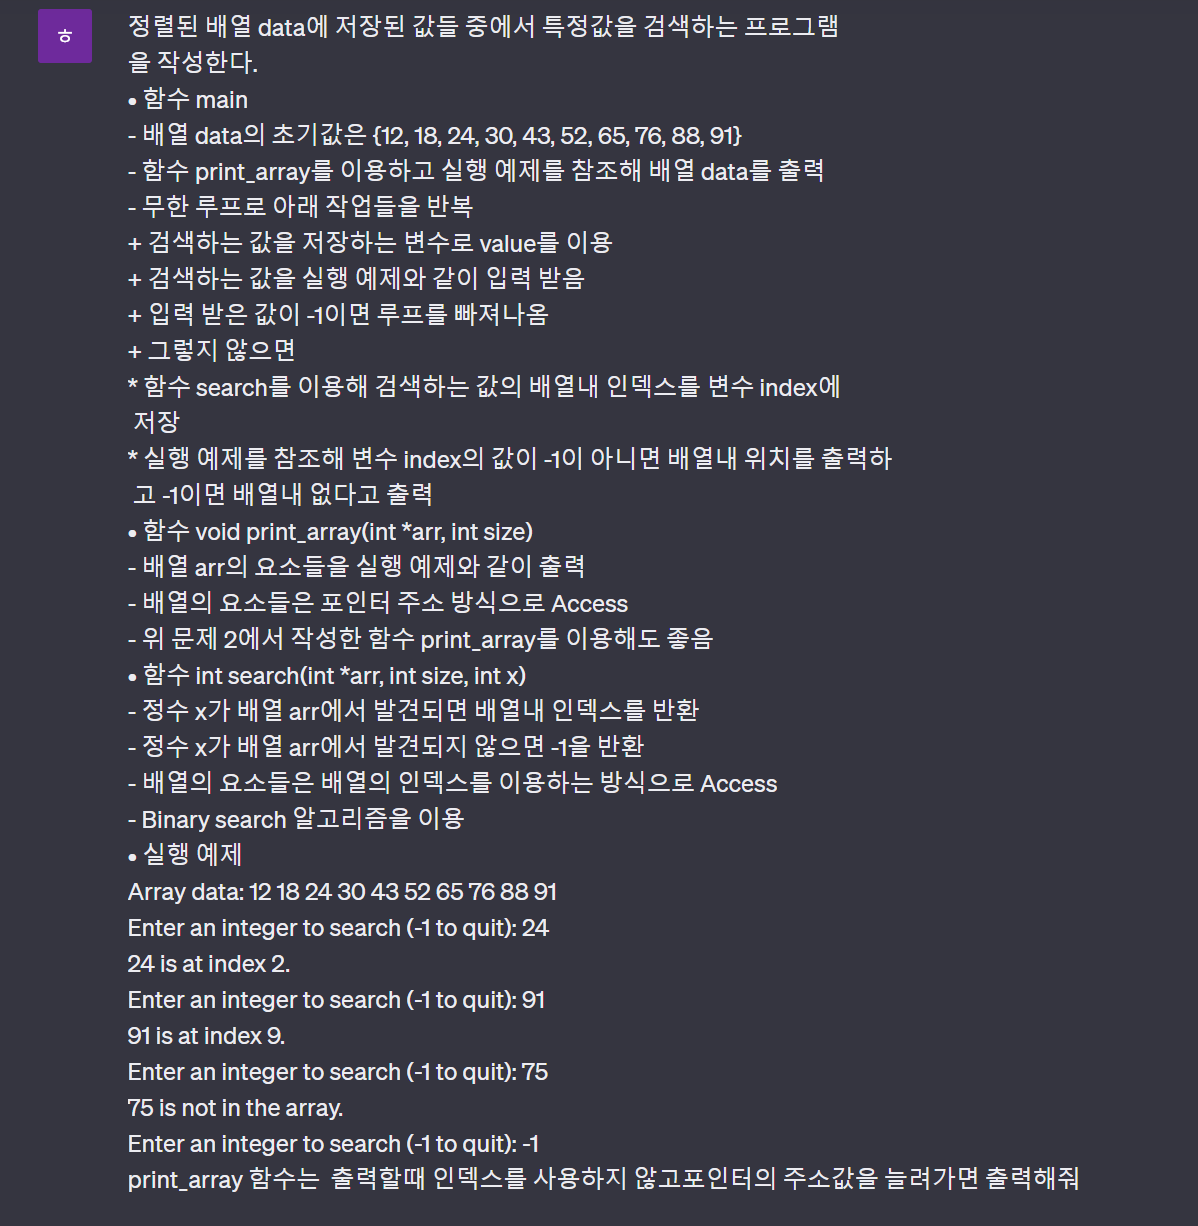 ㅎ
정렬된 배열 data에 저장된 값들 중에서 특정값을 검색하는 프로그램
을 작성한다.
• 함수 main
- 배열 data의 초기값은 {12, 18, 24, 30, 43, 52, 65, 76, 88, 91}
- 함수 print_array를 이용하고 실행 예제를 참조해 배열 data를 출력
- 무한 루프로 아래 작업들을 반복
+ 검색하는 값을 저장하는 변수로 value를 이용
+ 검색하는 값을 실행 예제와 같이 입력 받음
+ 입력 받은 값이 -1이면 루프를 빠져나옴
+ 그렇지 않으면
* 함수 search를 이용해 검색하는 값의 배열내 인덱스를 변수 index에
저장
* 실행 예제를 참조해 변수 index의 값이 -1이 아니면 배열내 위치를 출력하
고 -1이면 배열내 없다고 출력
• 함수 void print_array(int *arr, int size)
- 배열 arr의 요소들을 실행 예제와 같이 출력
- 배열의 요소들은 포인터 주소 방식으로 Access
- 위 문제 2에서 작성한 함수 print_array를 이용해도 좋음
• 함수 int search(int *arr, int size, int x)
- 정수 x가 배열 arr에서 발견되면 배열내 인덱스를 반환
- 정수 x가 배열 arr에서 발견되지 않으면 -1을 반환
- 배열의 요소들은 배열의 인덱스를 이용하는 방식으로 Access
- Binary search 알고리즘을 이용
• 실행 예제
Array data: 12 18 24 30 43 52 65 76 88 91
Enter an integer to search (-1 to quit): 24
24 is at index 2.
Enter an integer to search (-1 to quit): 91
91 is at index 9.
Enter an integer to search (-1 to quit): 75
75 is not in the array.
Enter an integer to search (-1 to quit): -1
print_array 함수는  출력할때 인덱스를 사용하지 않고포인터의 주소값을 늘려가면 출력해줘